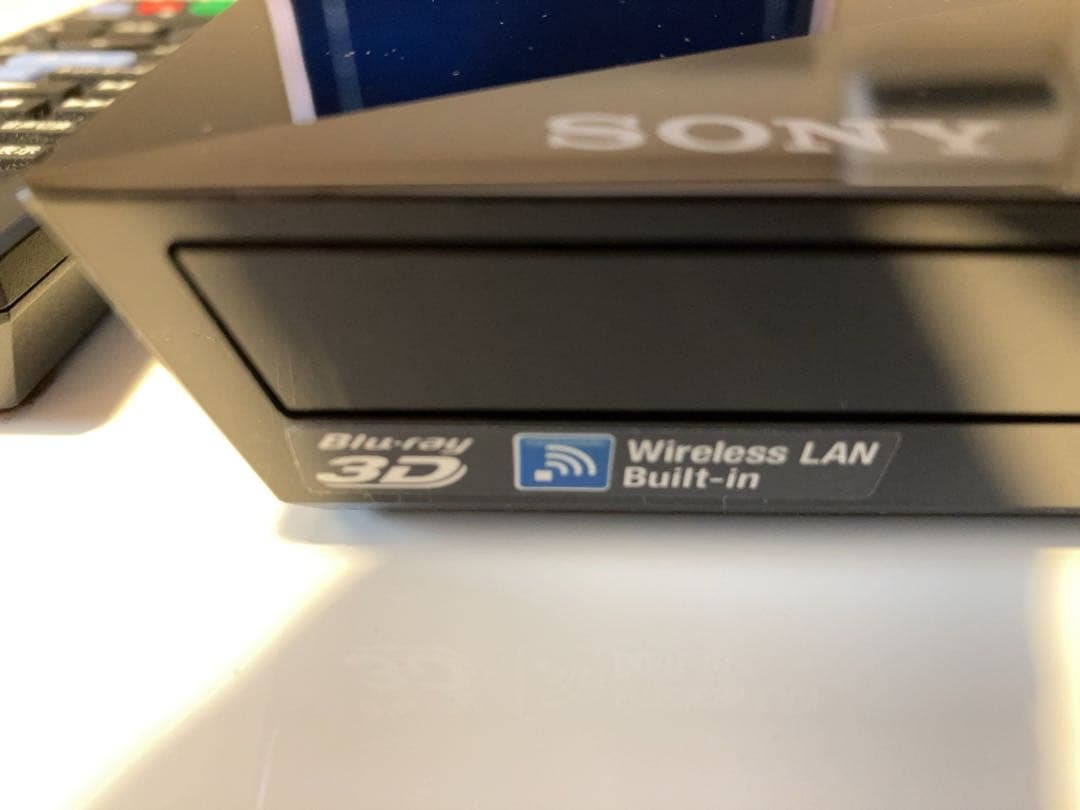 SONY
Blu-ray
3D
Wireless LAN
Built-in